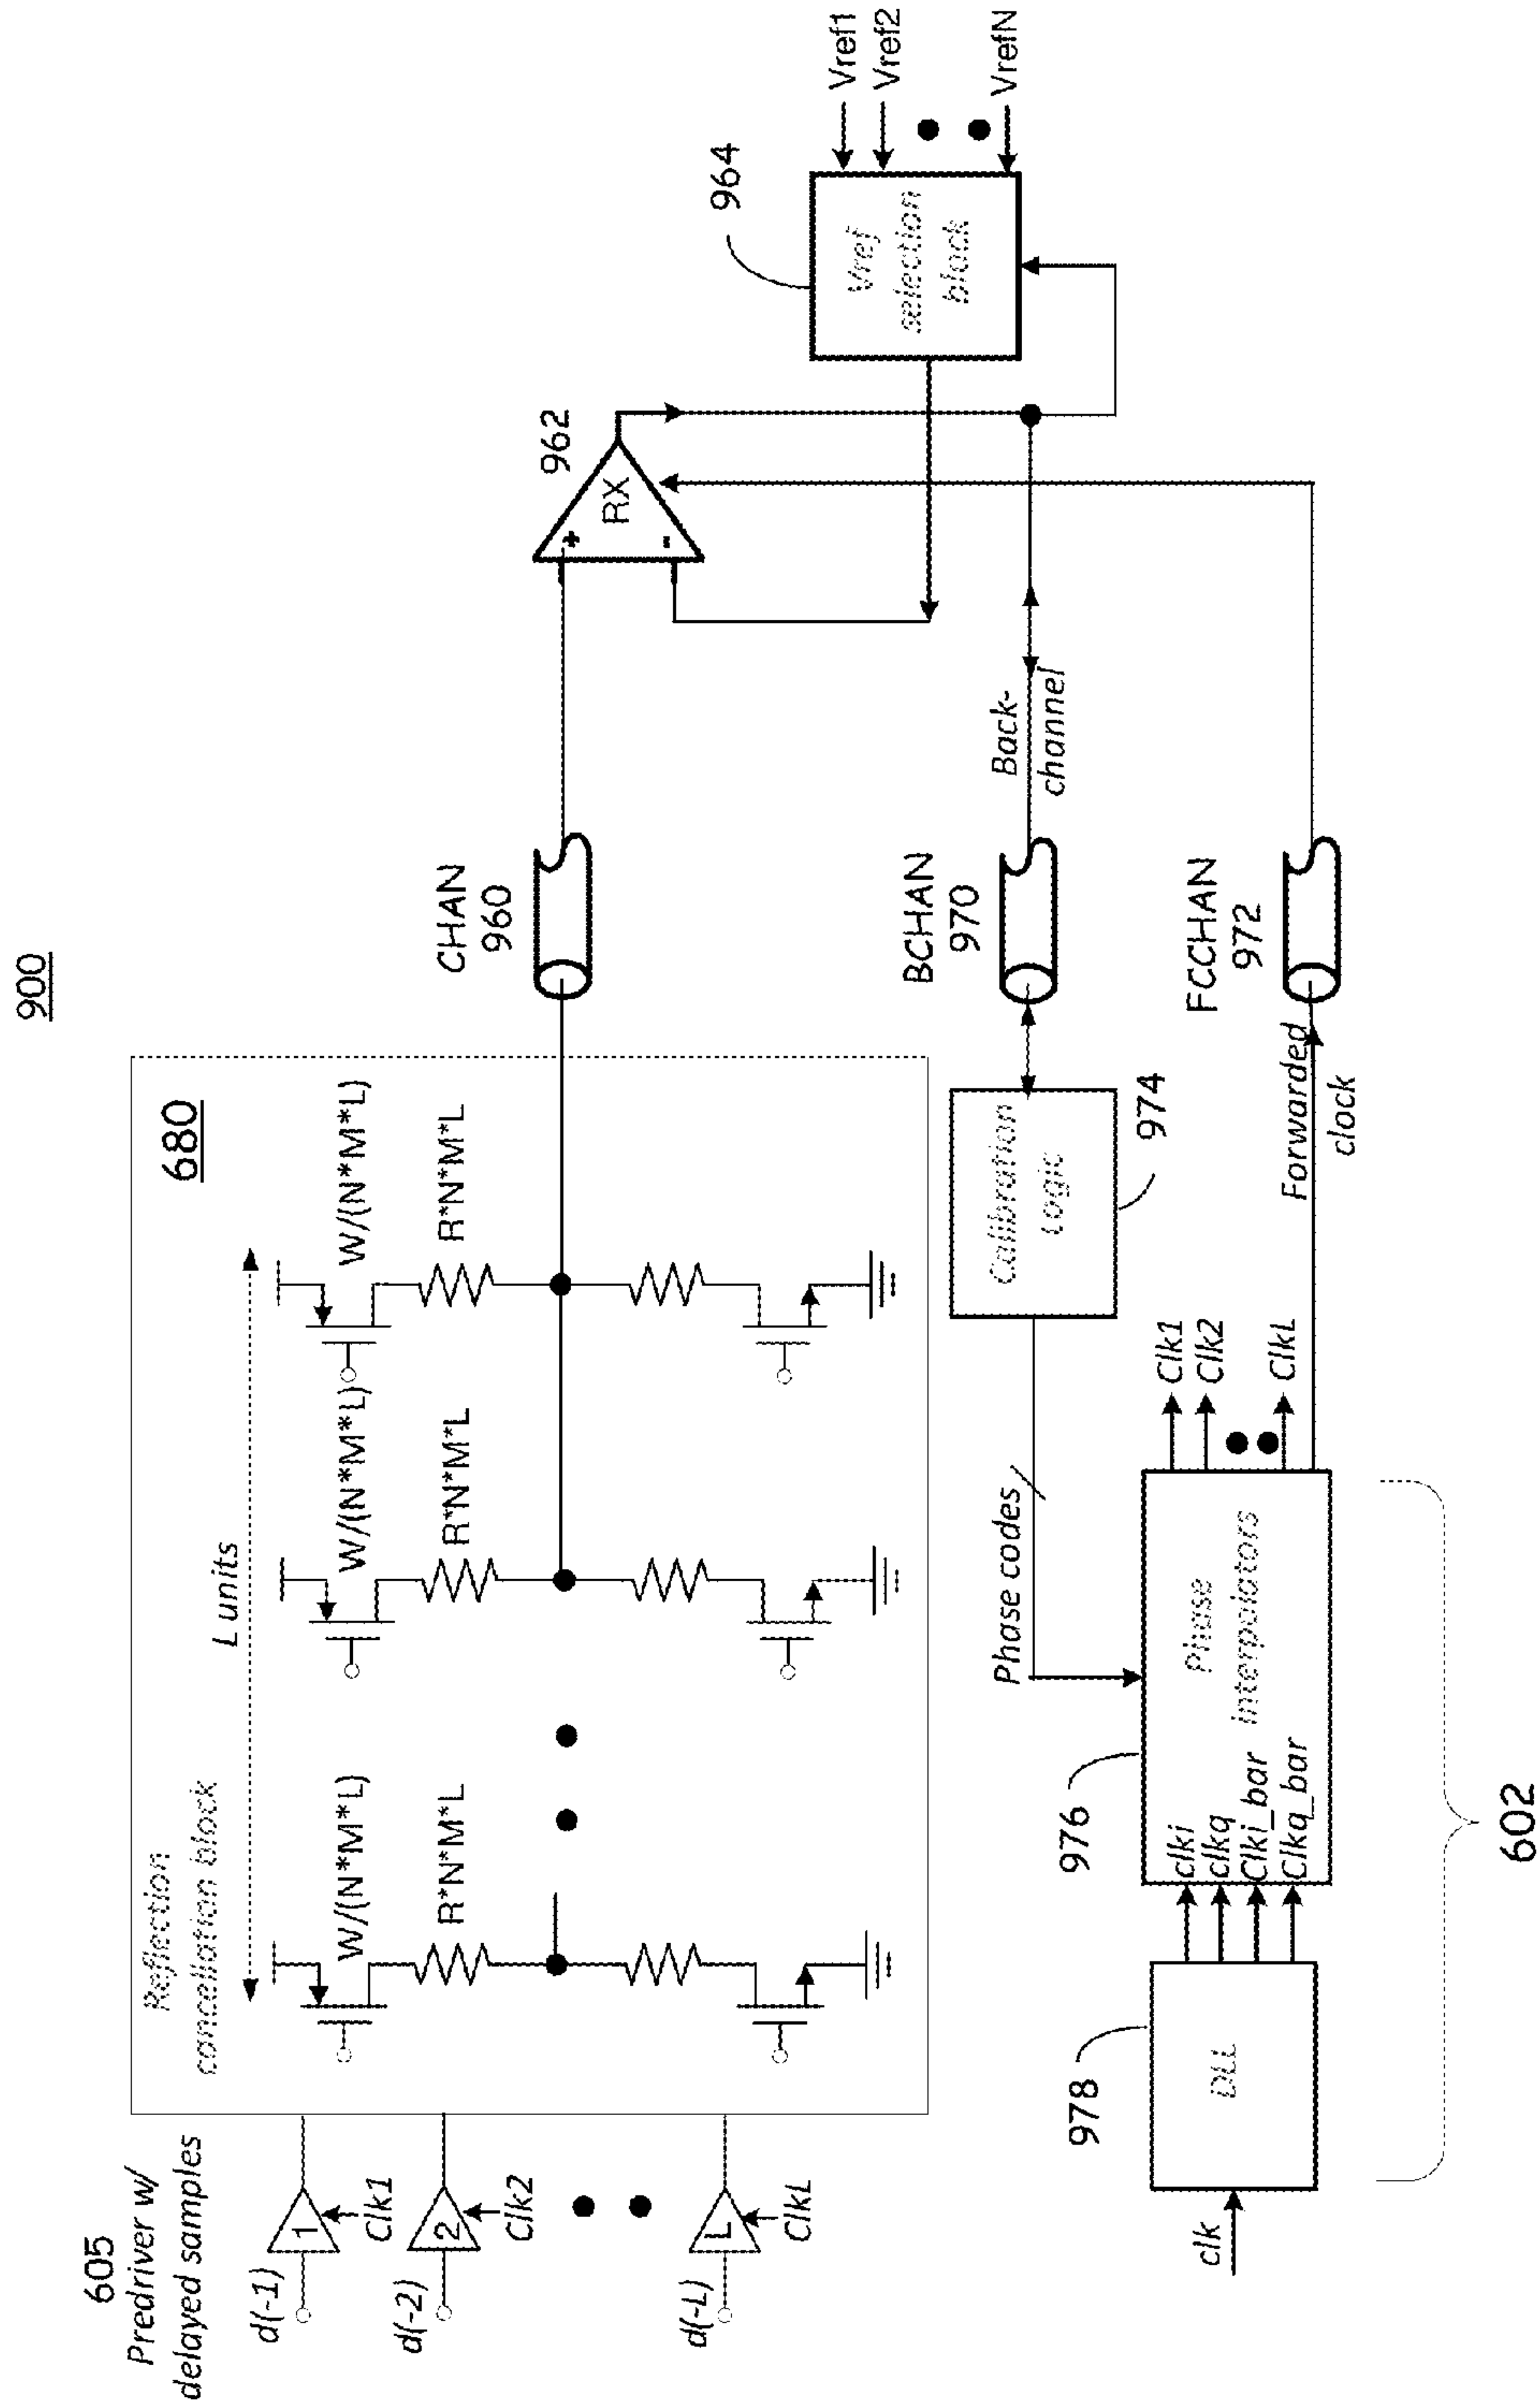 900
605
Predriver w/
delayed samples
d(-1)
1
Clk1
d(-2)
2
Clk2
d(-L)
L
ClkL
Reflection
cancellation block
L units
680
W/(N*M*L)
R*N*M*L
W/(N*M*L)
R*N*M*L
W/(N*M*L)
R*N*M*L
CHAN
960
+
RX
-
962
964
Vref
selection
block
Vref1
Vref2
VrefN
BCHAN
970
Back-
channel
Calibration
Logic
974
Phase codes
FCCHAN
972
Forwarded
clock
clk
DLL
978
976
clki
clkq
Clki_bar
Clkq_bar
Phase
interpolators
Clk1
Clk2
ClkL
602